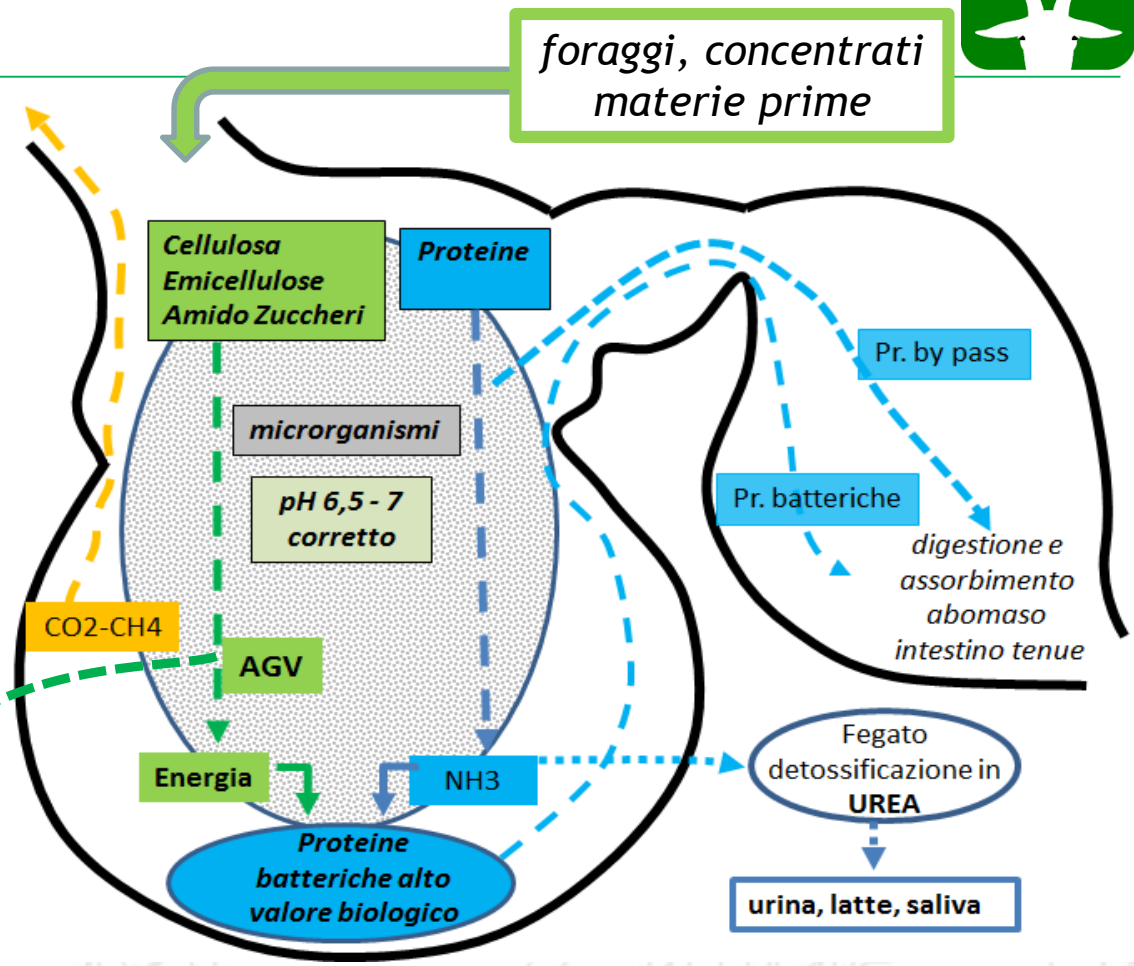 foraggi, concentrati
materie prime
Cellulosa
Emicellulose
Amido Zuccheri
Proteine
Pr. by pass
microrganismi
pH 6,5 - 7
corretto
Pr. batteriche
digestione e
assorbimento
abomaso
intestino tenue
CO2-CH4
AGV
Energia
NH3
Fegato
detossificazione in
UREA
Proteine
batteriche alto
valore biologico
urina, latte, saliva